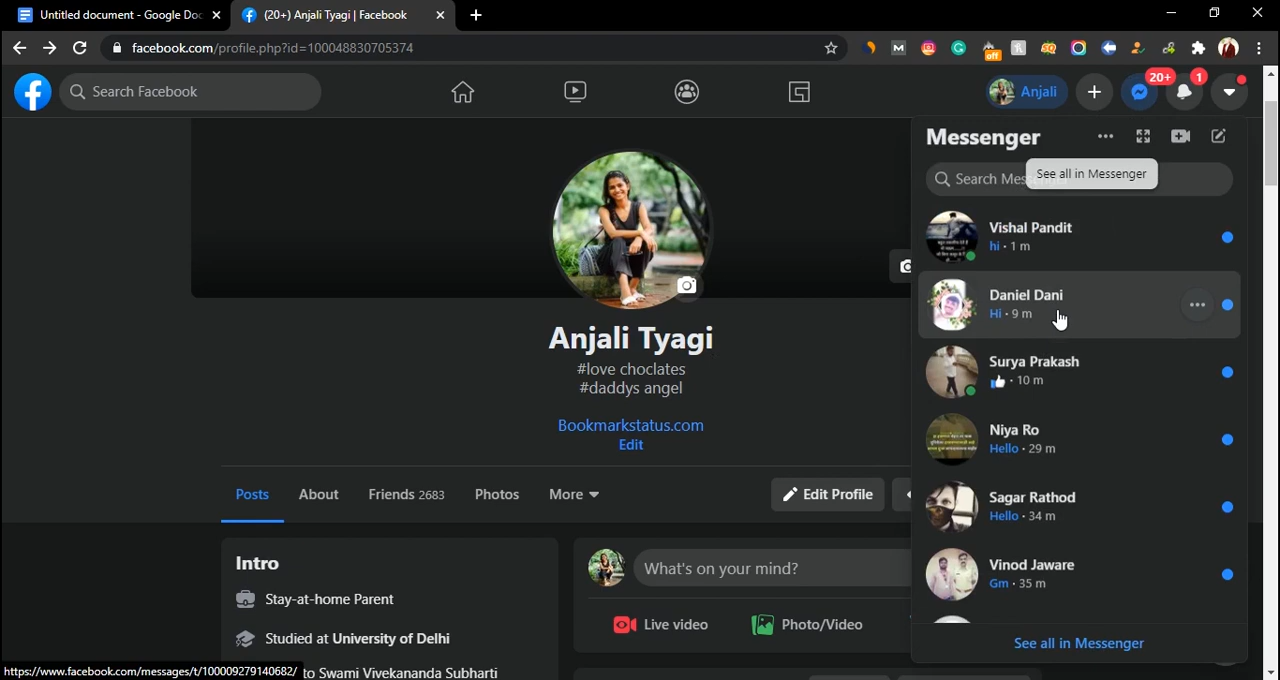 Untitled document - Google Doc
(20+) Anjali Tyagi | Facebook
facebook.com/profile.php?id=100048830705374
off
Search Facebook
Anjali
20+
1
Messenger
See all in Messenger
Search Mes
Vishal Pandit
hi · 1 m
Daniel Dani
Hi · 9 m
Surya Prakash
· 10 m
Niya Ro
Hello · 29 m
Sagar Rathod
Hello · 34 m
Vinod Jaware
Gm · 35 m
See all in Messenger
Anjali Tyagi
#love choclates
#daddys angel
Bookmarkstatus.com
Edit
Posts
About
Friends 2683
Photos
More
Edit Profile
Intro
Stay-at-home Parent
Studied at University of Delhi
to Swami Vivekananda Subharti
What's on your mind?
Live video
Photo/Video
https://www.facebook.com/messages/t/100009279140682/